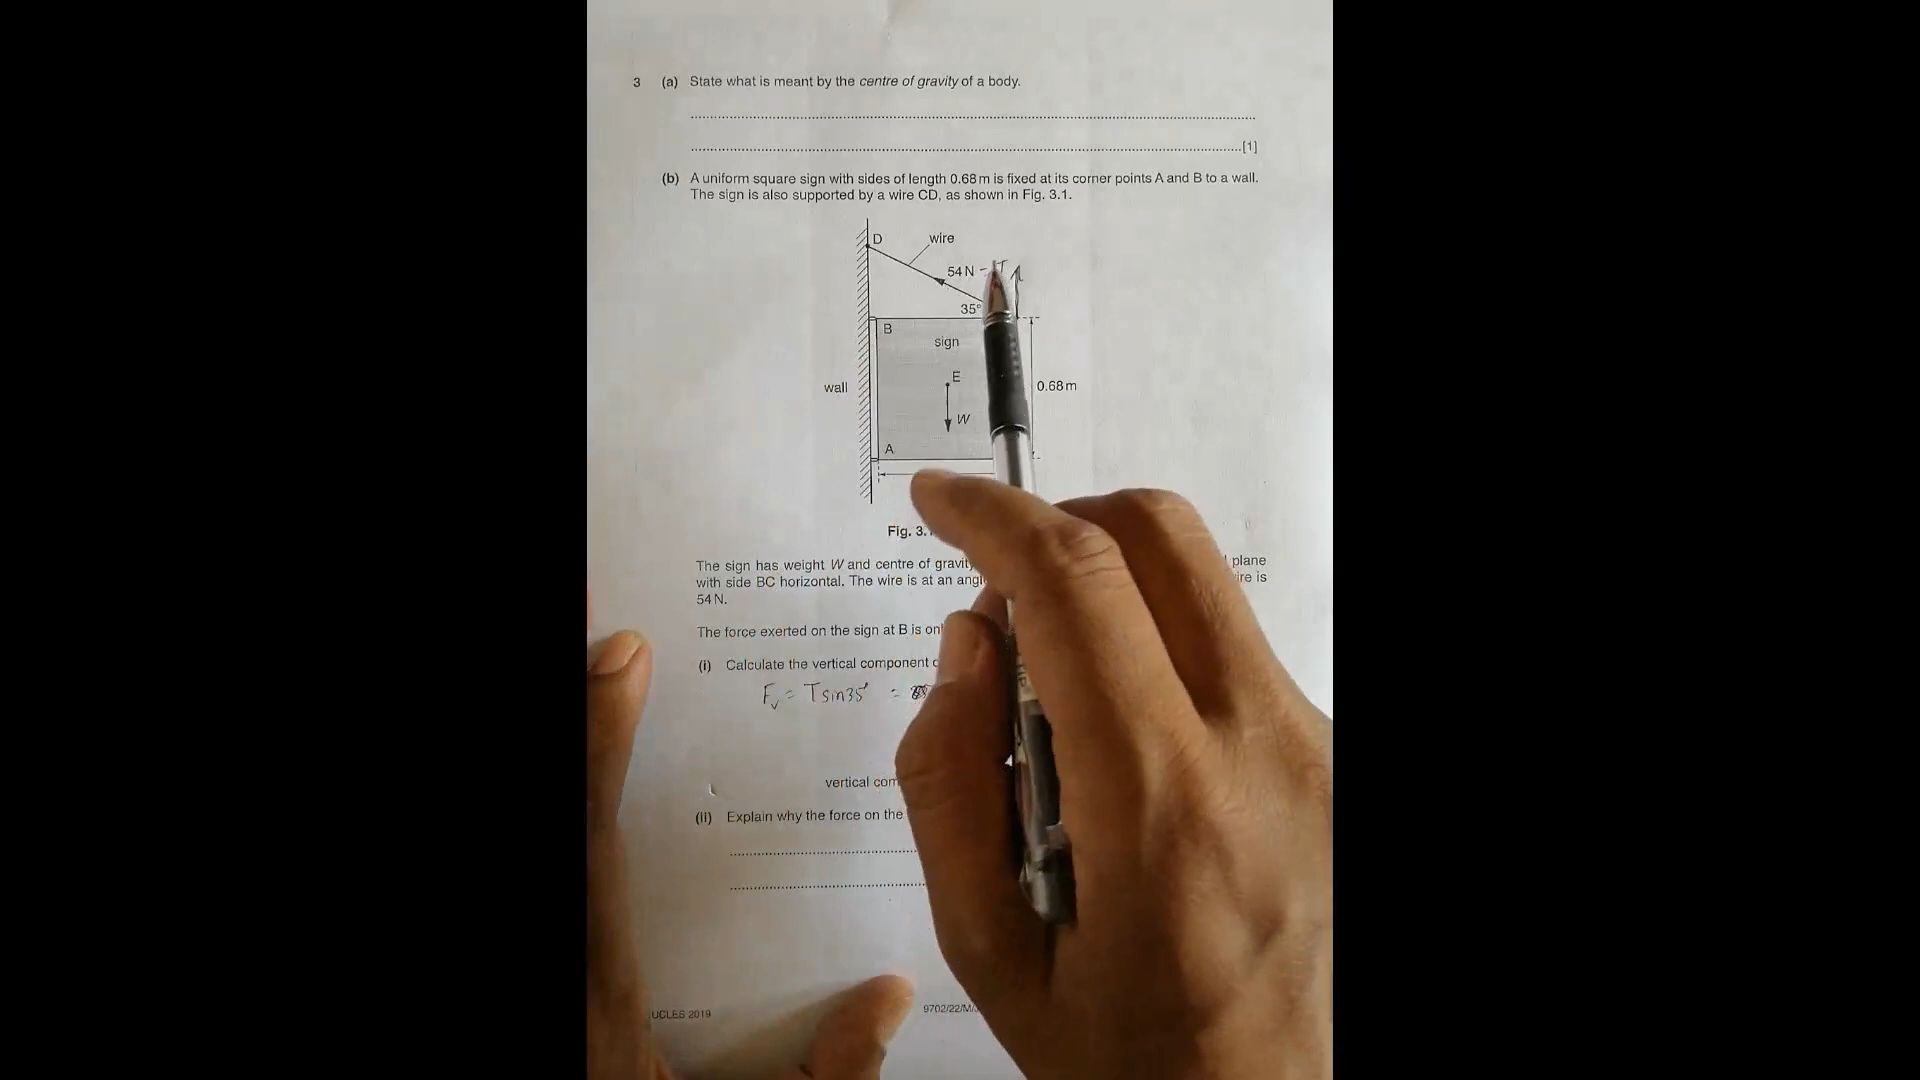 3 (a) State what is meant by the centre of gravity of a body.
[1]
(b) A uniform square sign with sides of length 0.68 m is fixed at its corner points A and B to a wall.
The sign is also supported by a wire CD, as shown in Fig. 3.1.
D
wire
54 N
35°
B
sign
E
wall
0.68 m
W
A
Fig. 3.
The sign has weight W and centre of gravity plane
with side BC horizontal. The wire is at an wire is
54 N.
The force exerted on the sign at B is
(i) Calculate the vertical component
Fv = T sin35° =
vertical
(ii) Explain why the force on the
UCLES 2019
9702/22/M/